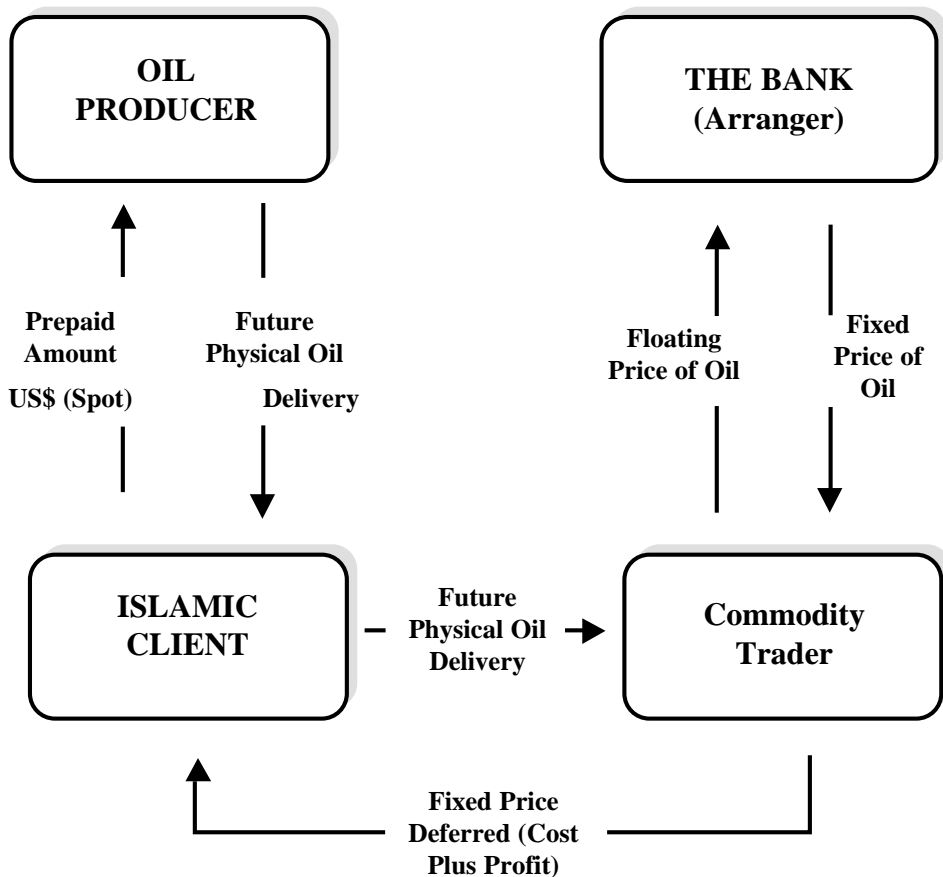 OIL
PRODUCER
THE BANK
(Arranger)
Prepaid
Amount
US$ (Spot)
Future
Physical Oil
Delivery
Floating
Price of Oil
Fixed
Price of
Oil
ISLAMIC
CLIENT
Future
Physical Oil
Delivery
Commodity
Trader
Fixed Price
Deferred (Cost
Plus Profit)